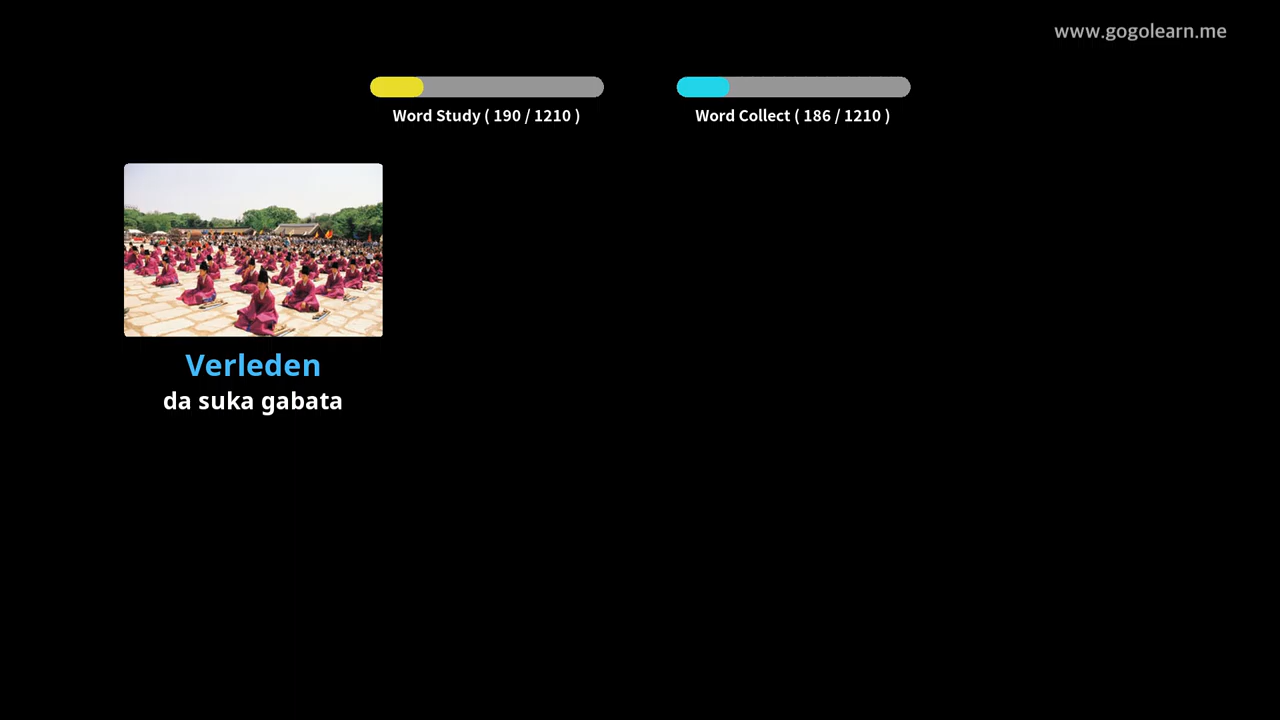 www.gogolearn.me
Word Study ( 190 / 1210 )
Word Collect ( 186 / 1210 )
Verleden
da suka gabata